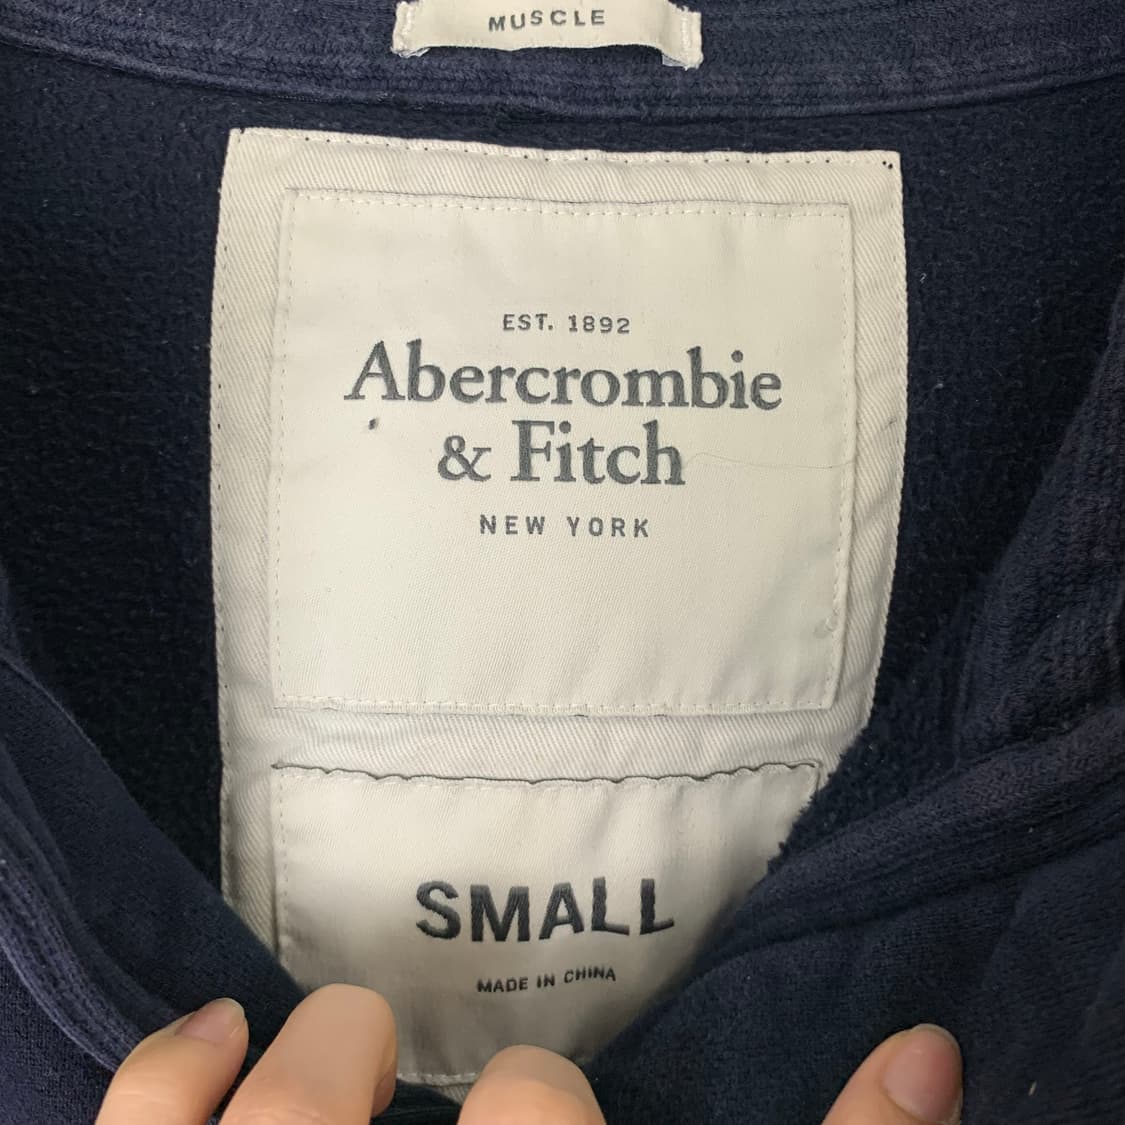 MUSCLE
EST. 1892
Abercrombie
& Fitch
NEW YORK
SMALL
MADE IN CHINA